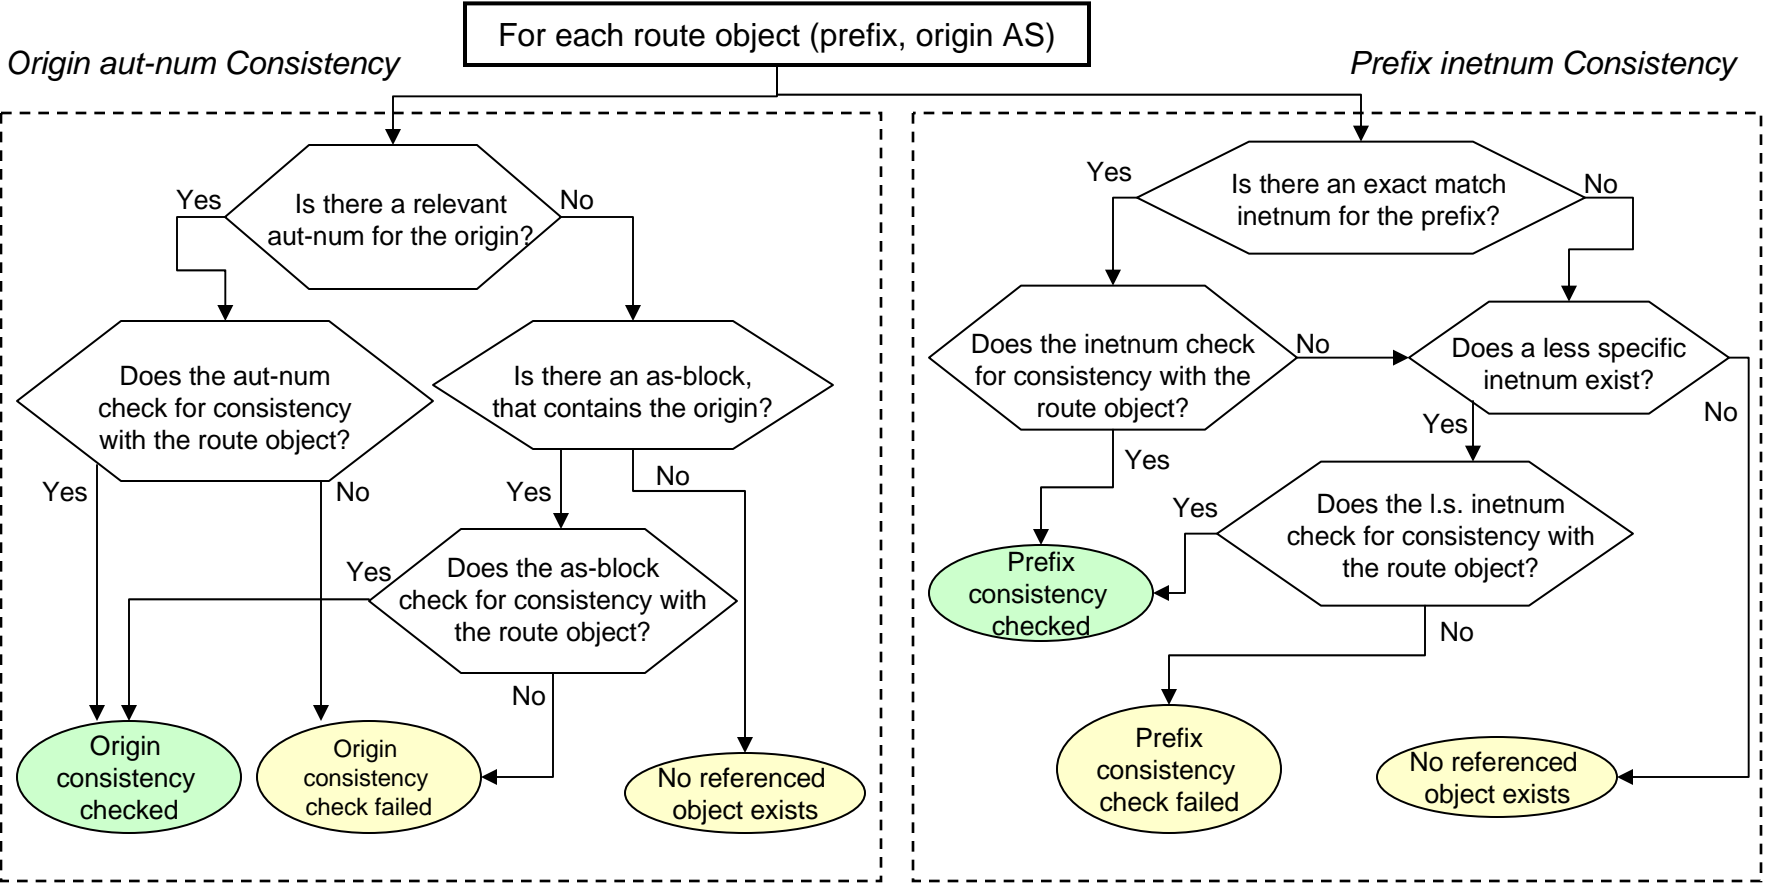 For each route object (prefix, origin AS)
Origin aut-num Consistency
Prefix inetnum Consistency
Yes
Is there a relevant
aut-num for the origin?
No
Does the aut-num
check for consistency
with the route object?
Is there an as-block,
that contains the origin?
Yes
No
Yes
No
Yes
Does the as-block
check for consistency with
the route object?
No
Origin
consistency
checked
Origin
consistency
check failed
No referenced
object exists
Yes
Is there an exact match
inetnum for the prefix?
No
Does the inetnum check
for consistency with the
route object?
No
Does a less specific
inetnum exist?
No
Yes
Yes
Yes
Does the l.s. inetnum
check for consistency with
the route object?
Prefix
consistency
checked
No
Prefix
consistency
check failed
No referenced
object exists